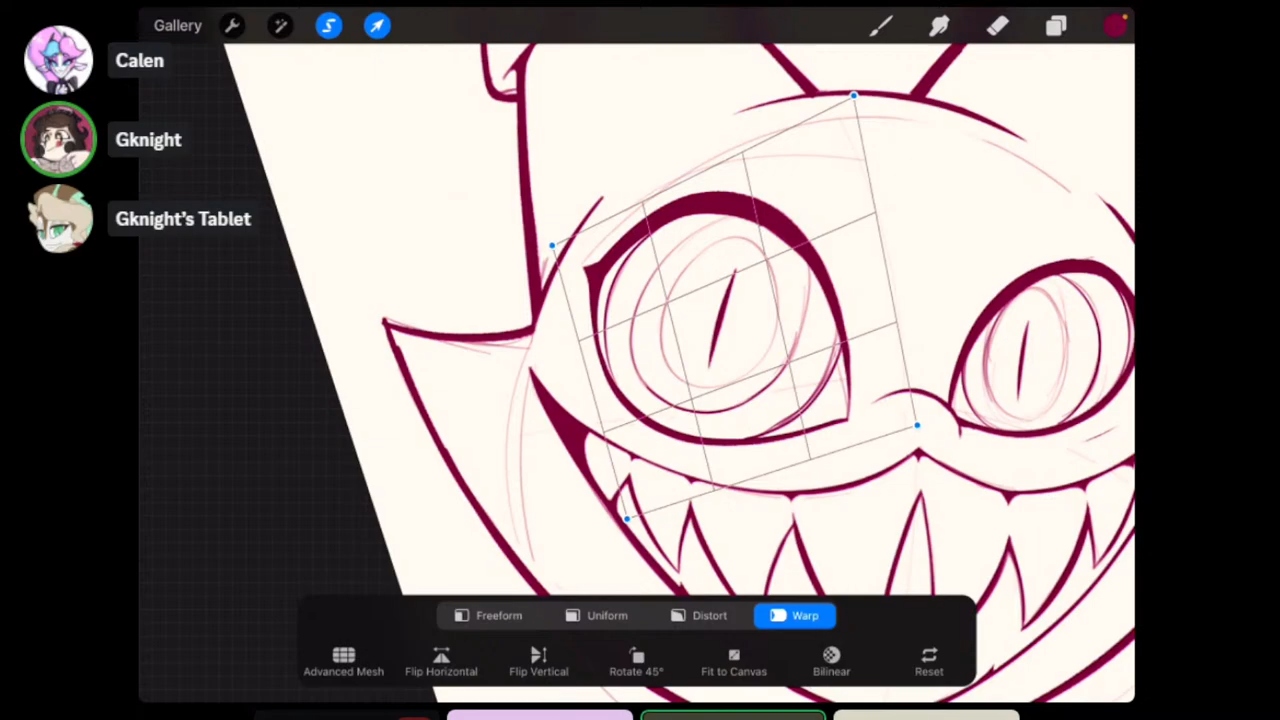 Gallery
Calen
Gknight
Gknight's Tablet
Freeform Uniform Distort Warp
Advanced Mesh Flip Horizontal Flip Vertical Rotate 45° Fit to Canvas Bilinear Reset